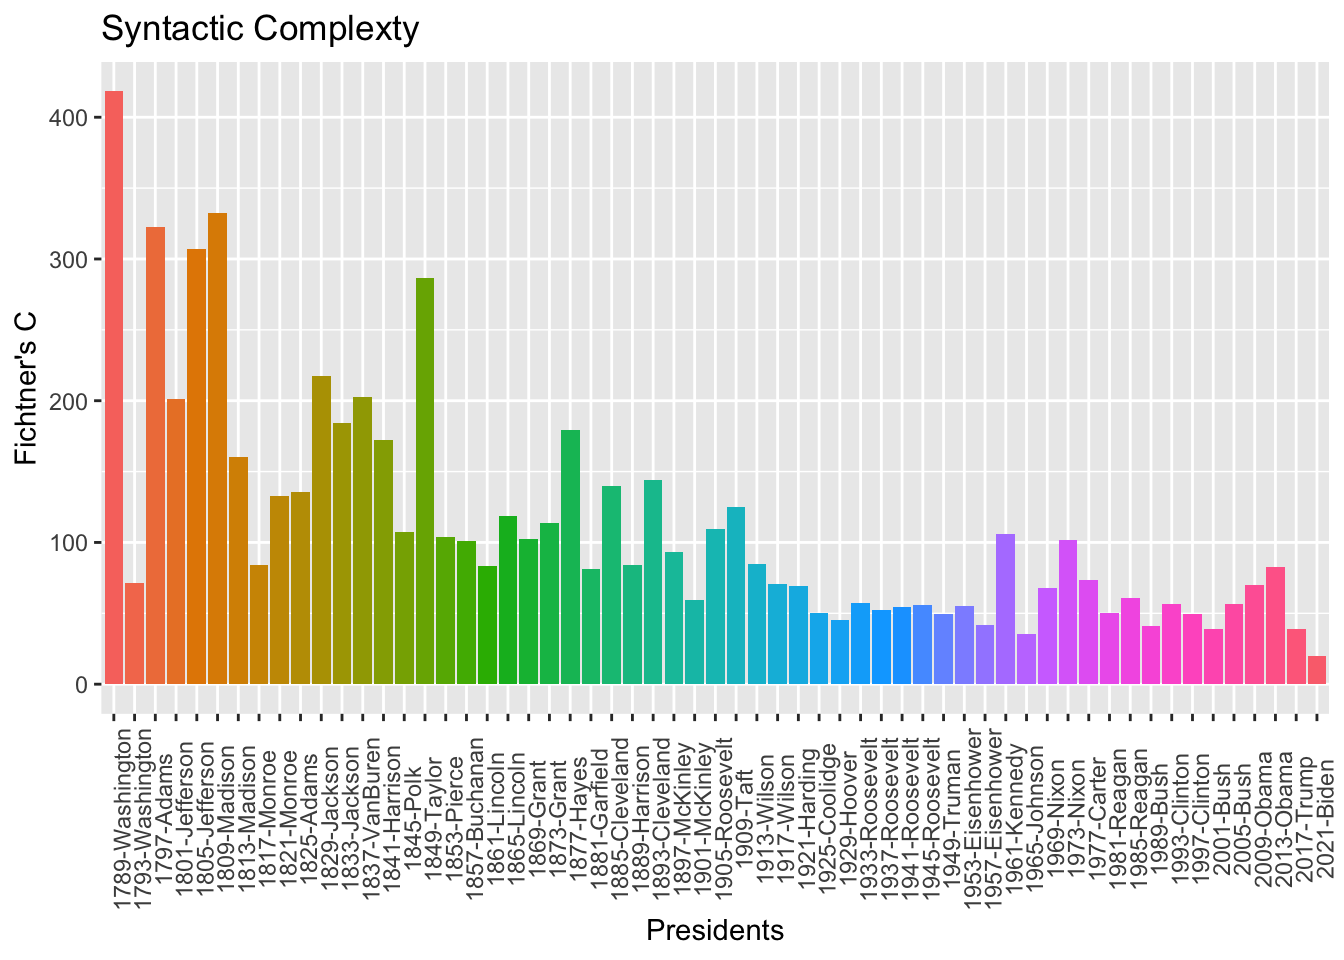 Syntactic Complexty
Fichtner's C
400
300
200
100
0
1789-Washington
1793-Washington
1797-Adams
1801-Jefferson
1805-Jefferson
1809-Madison
1813-Madison
1817-Monroe
1821-Monroe
1825-Adams
1829-Jackson
1833-Jackson
1837-VanBuren
1841-Harrison
1845-Polk
1849-Taylor
1853-Pierce
1857-Buchanan
1861-Lincoln
1865-Lincoln
1869-Grant
1873-Grant
1877-Hayes
1881-Garfield
1885-Cleveland
1889-Harrison
1893-Cleveland
1897-McKinley
1901-McKinley
1905-Roosevelt
1909-Taft
1913-Wilson
1917-Wilson
1921-Harding
1925-Coolidge
1929-Hoover
1933-Roosevelt
1937-Roosevelt
1941-Roosevelt
1945-Roosevelt
1949-Truman
1953-Eisenhower
1957-Eisenhower
1961-Kennedy
1965-Johnson
1969-Nixon
1973-Nixon
1977-Carter
1981-Reagan
1985-Reagan
1989-Bush
1993-Clinton
1997-Clinton
2001-Bush
2005-Bush
2009-Obama
2013-Obama
2017-Trump
2021-Biden
Presidents